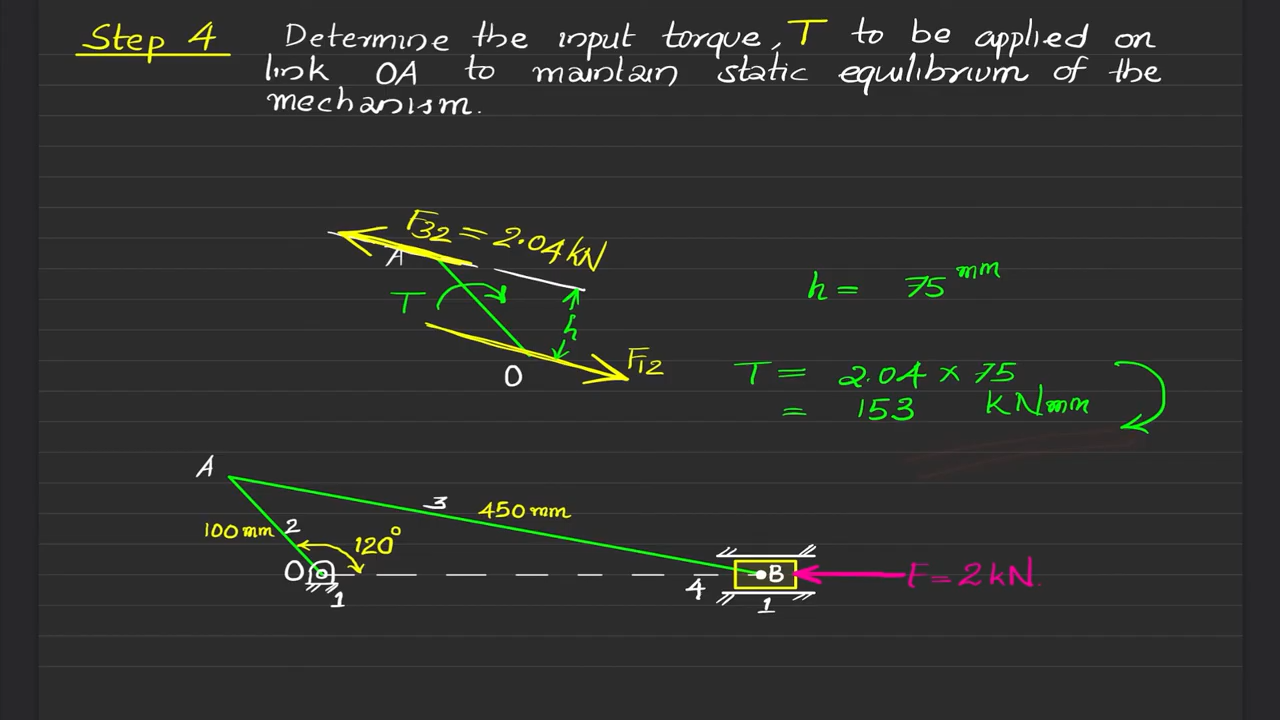 Step 4 Determine the input torque, T to be applied on
link OA to maintain static equilibrium of the
mechanism.
F32 = 2.04 kN
A
h = 75 mm
T
h
F12
O
T = 2.04 × 75
= 153 kNmm
A
3
450 mm
100 mm 2
120°
O
B
F = 2 kN.
4
1
1